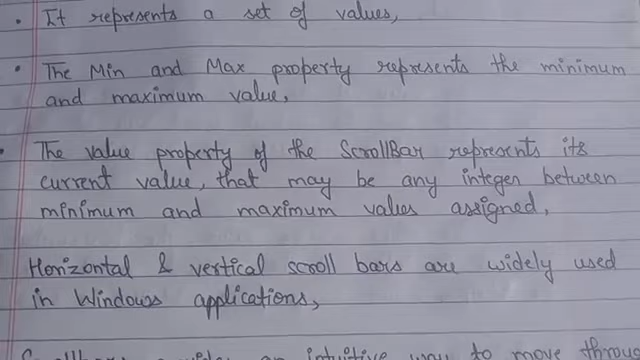 • It represents a set of values,
• The Min and Max property represents the minimum
and maximum value,
• The value property of the ScrollBar represents its
current value, that may be any integer between
minimum and maximum values assigned,
Horizontal & vertical scroll bars are widely used
in Windows applications,
an intuitive way to move through